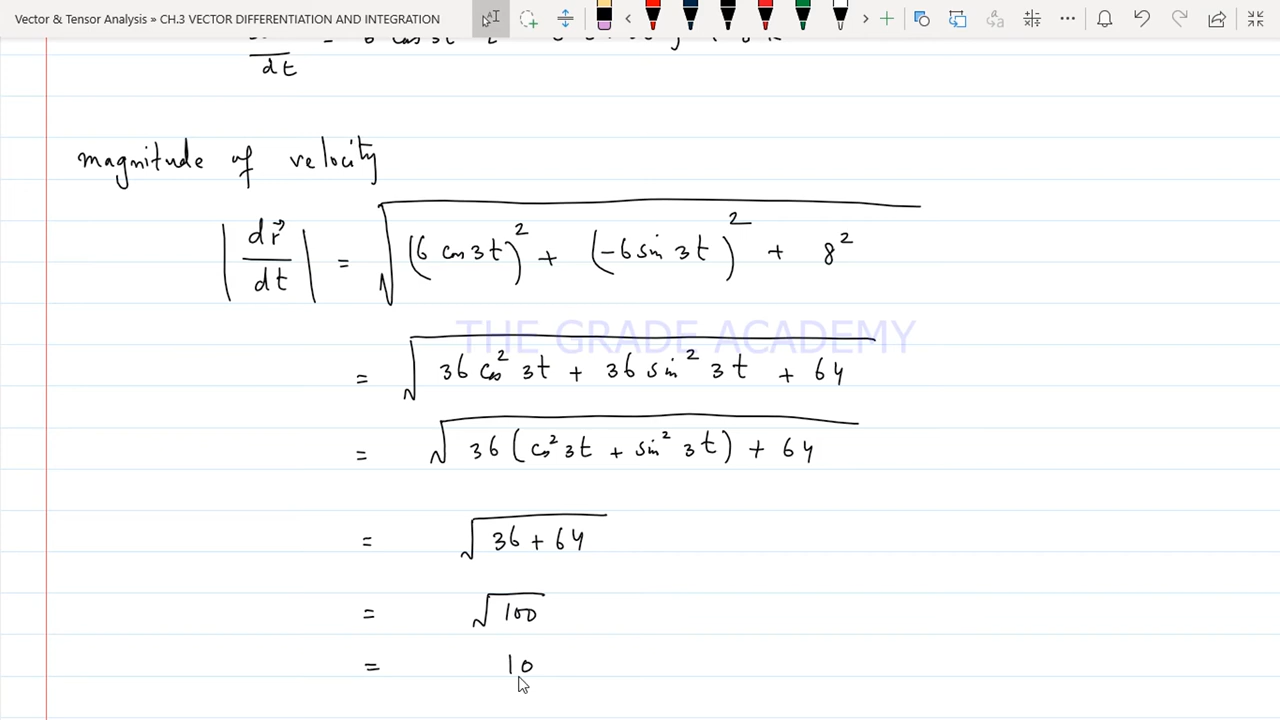 Vector & Tensor Analysis » CH.3 VECTOR DIFFERENTIATION AND INTEGRATION
dt
magnitude of velocity
|dr⃗/dt| = √((6 cos 3t)² + (-6 sin 3t)² + 8²)
THE GRADE ACADEMY
= √(36 cos² 3t + 36 sin² 3t + 64)
= √(36 (cos² 3t + sin² 3t) + 64)
= √(36 + 64)
= √100
= 10